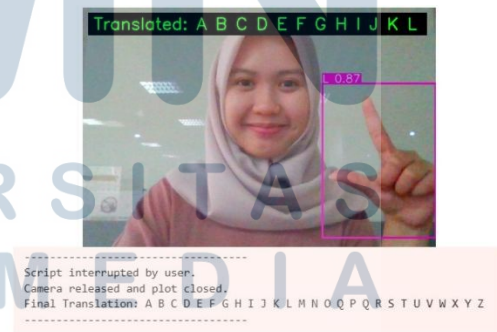 Translated: A B C D E F G H I J K L
L 0.87
------------------------------------
Script interrupted by user.
Camera released and plot closed.
Final Translation: A B C D E F G H I J K L M N O Q P Q R S T U V W X Y Z
------------------------------------